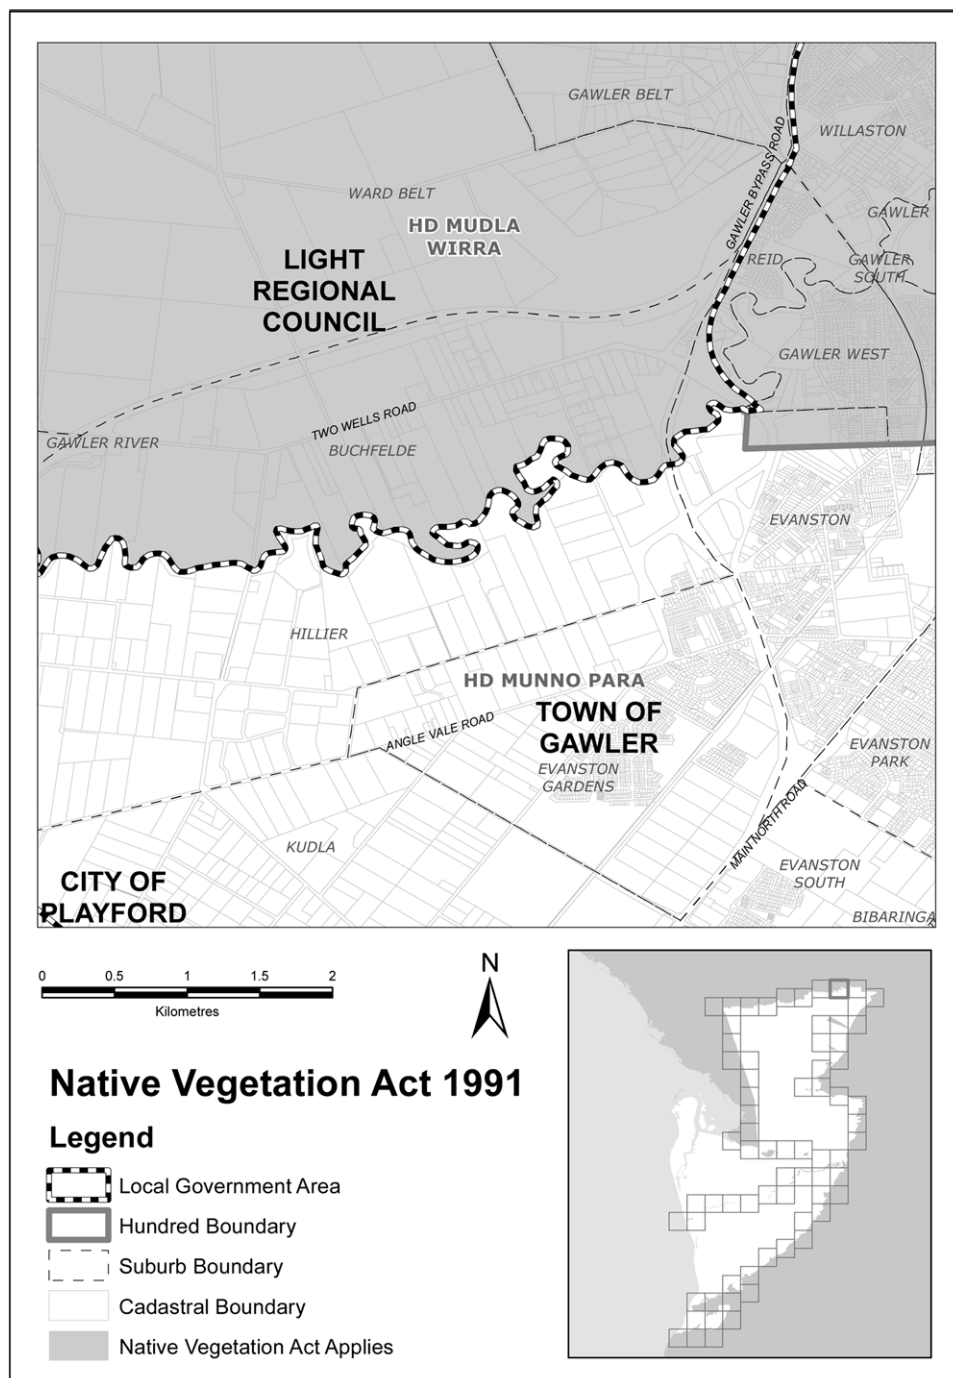 GAWLER BELT
WILLASTON
GAWLER BYPASS ROAD
WARD BELT
HD MUDLA
WIRRA
GAWLER
LIGHT
REGIONAL
COUNCIL
REID
GAWLER
SOUTH
GAWLER WEST
TWO WELLS ROAD
GAWLER RIVER
BUCHFELDE
EVANSTON
HILLIER
HD MUNNO PARA
TOWN OF
GAWLER
ANGLE VALE ROAD
EVANSTON
GARDENS
EVANSTON
PARK
MAIN NORTH ROAD
KUDLA
EVANSTON
SOUTH
CITY OF
PLAYFORD
BIBARINGA
0 0.5 1 1.5 2
Kilometres
N
Native Vegetation Act 1991
Legend
Local Government Area
Hundred Boundary
Suburb Boundary
Cadastral Boundary
Native Vegetation Act Applies